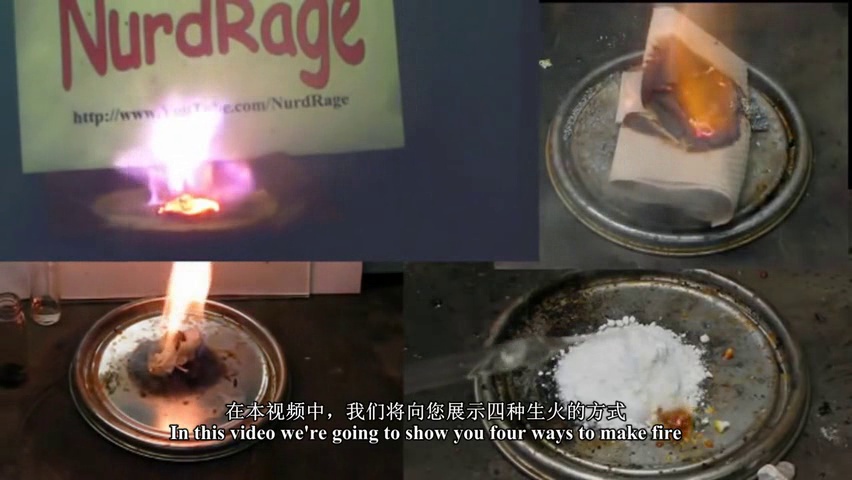 NurdRage
http://www.YouTube.com/NurdRage
在本视频中，我们将向您展示四种生火的方式
In this video we're going to show you four ways to make fire